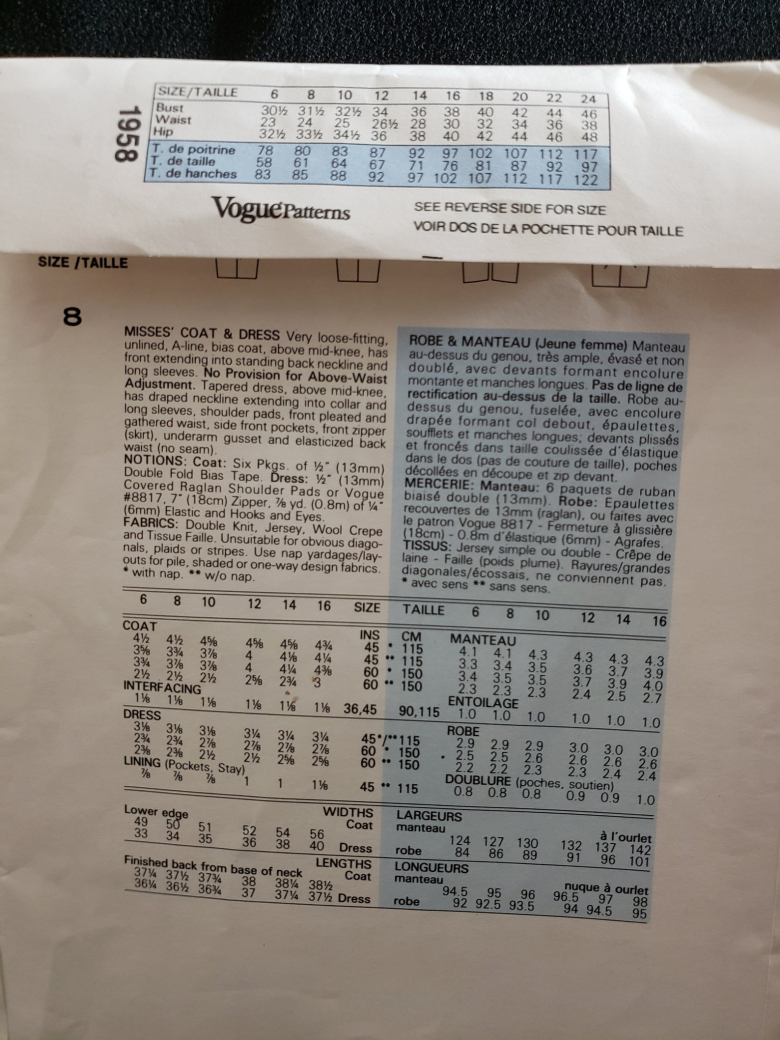 1958
SIZE/TAILLE 6 8 10 12 14 16 18 20 22 24
Bust 30½ 31½ 32½ 34 36 38 40 42 44 46
Waist 23 24 25 26½ 28 30 32 34 36 38
Hip 32½ 33½ 34½ 36 38 40 42 44 46 48
T. de poitrine 78 80 83 87 92 97 102 107 112 117
T. de taille 58 61 64 67 71 76 81 87 92 97
T. de hanches 83 85 88 92 97 102 107 112 117 122
Vogue Patterns
SEE REVERSE SIDE FOR SIZE
VOIR DOS DE LA POCHETTE POUR TAILLE
SIZE /TAILLE
8
MISSES' COAT & DRESS Very loose-fitting,
unlined, A-line, bias coat, above mid-knee, has
front extending into standing back neckline and
long sleeves. No Provision for Above-Waist
Adjustment. Tapered dress, above mid-knee,
has draped neckline extending into collar and
long sleeves, shoulder pads, front pleated and
gathered waist, side front pockets, front zipper
(skirt), underarm gusset and elasticized back
waist (no seam).
NOTIONS: Coat: Six Pkgs. of ½" (13mm)
Double Fold Bias Tape. Dress: ½" (13mm)
Covered Raglan Shoulder Pads or Vogue
#8817, 7" (18cm) Zipper, ⅞ yd. (0.8m) of ¼"
(6mm) Elastic and Hooks and Eyes.
FABRICS: Double Knit, Jersey, Wool Crepe
and Tissue Faille. Unsuitable for obvious diago-
nals, plaids or stripes. Use nap yardages/lay-
outs for pile, shaded or one-way design fabrics.
* with nap. ** w/o nap.
ROBE & MANTEAU (Jeune femme) Manteau
au-dessus du genou, très ample, évasé et non
doublé, avec devants formant encolure
montante et manches longues. Pas de ligne de
rectification au-dessus de la taille. Robe au-
dessus du genou, fuselée, avec encolure
drapée formant col debout, épaulettes,
soufflets et manches longues; devants plissés
et froncés dans taille coulissée d'élastique
dans le dos (pas de couture de taille), poches
décollées en découpe et zip devant.
MERCERIE: Manteau: 6 paquets de ruban
biaisé double (13mm). Robe: Epaulettes
recouvertes de 13mm (raglan), ou faites avec
le patron Vogue 8817 - Fermeture à glissière
(18cm) - 0.8m d'élastique (6mm) - Agrafes.
TISSUS: Jersey simple ou double - Crêpe de
laine - Faille (poids plume). Rayures/grandes
diagonales/écossais, ne conviennent pas.
* avec sens ** sans sens.
6 8 10 12 14 16 SIZE TAILLE 6 8 10 12 14 16
COAT INS CM MANTEAU
4½ 4½ 4⅝ 4⅝ 4⅝ 4¾ 45 * 115 4.1 4.1 4.3 4.3 4.3 4.3
3⅝ 3¾ 3⅞ 4 4⅛ 4¼ 45 ** 115 3.3 3.4 3.5 3.6 3.7 3.9
3¾ 3⅞ 3⅞ 4 4¼ 4⅜ 60 * 150 3.4 3.5 3.5 3.7 3.9 4.0
2½ 2½ 2½ 2⅝ 2¾ 3 60 ** 150 2.3 2.3 2.3 2.4 2.5 2.7
INTERFACING ENTOILAGE
1⅛ 1⅛ 1⅛ 1⅛ 1⅛ 1⅛ 36,45 90,115 1.0 1.0 1.0 1.0 1.0 1.0
DRESS ROBE
3⅛ 3⅛ 3⅛ 3¼ 3¼ 3¼ 45*/**115 2.9 2.9 2.9 3.0 3.0 3.0
2¾ 2¾ 2⅞ 2⅞ 2⅞ 2⅞ 60 * 150 2.5 2.5 2.6 2.6 2.6 2.6
2⅜ 2⅜ 2½ 2½ 2⅝ 2⅝ 60 ** 150 2.2 2.2 2.3 2.3 2.4 2.4
LINING (Pockets, Stay) DOUBLURE (poches, soutien)
⅞ ⅞ ⅞ 1 1 1⅛ 45 ** 115 0.8 0.8 0.8 0.9 0.9 1.0
Lower edge WIDTHS LARGEURS à l'ourlet
49 50 51 52 54 56 Coat manteau 124 127 130 132 137 142
33 34 35 36 38 40 Dress robe 84 86 89 91 96 101
Finished back from base of neck LENGTHS LONGUEURS nuque à ourlet
37¼ 37½ 37¾ 38 38¼ 38½ Coat manteau 94.5 95 96 96.5 97 98
36¼ 36½ 36¾ 37 37¼ 37½ Dress robe 92 92.5 93.5 94 94.5 95